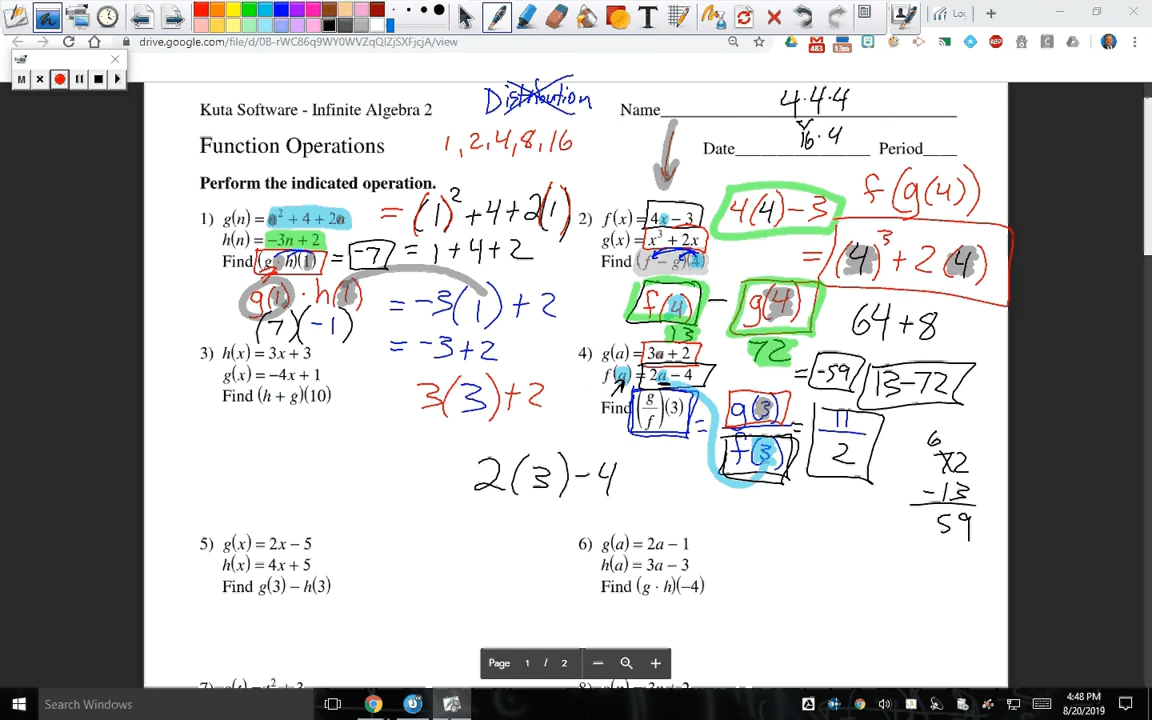 drive.google.com/file/d/0B-rWC86q9WY0WVZqQlZjSXFjcjA/view
483
13m
ABP
M
Kuta Software - Infinite Algebra 2
Distribution
Name
4·4·4
16·4
Function Operations
1, 2, 4, 8, 16
Date Period
Perform the indicated operation.
1) g(n) = n² + 4 + 2n
h(n) = −3n + 2
Find (g · h)(1)
= (1)² + 4 + 2(1)
= 1 + 4 + 2
= -7
g(1) · h(1)
(7)(-1)
= -3(1) + 2
= -3 + 2
2) f(x) = 4x − 3
g(x) = x³ + 2x
Find (f − g)(4)
4(4) - 3
f(g(4))
= (4)³ + 2(4)
f(4) - g(4)
13
72
64 + 8
= -59
13-72
3) h(x) = 3x + 3
g(x) = −4x + 1
Find (h + g)(10)
3(3) + 2
2(3) - 4
4) g(a) = 3a + 2
f(a) = 2a − 4
Find (g/f)(3)
= g(3)/f(3) = 11/2
6
72
-13
59
5) g(x) = 2x − 5
h(x) = 4x + 5
Find g(3) − h(3)
6) g(a) = 2a − 1
h(a) = 3a − 3
Find (g · h)(−4)
Page 1 / 2
Search Windows
4:48 PM
8/20/2019